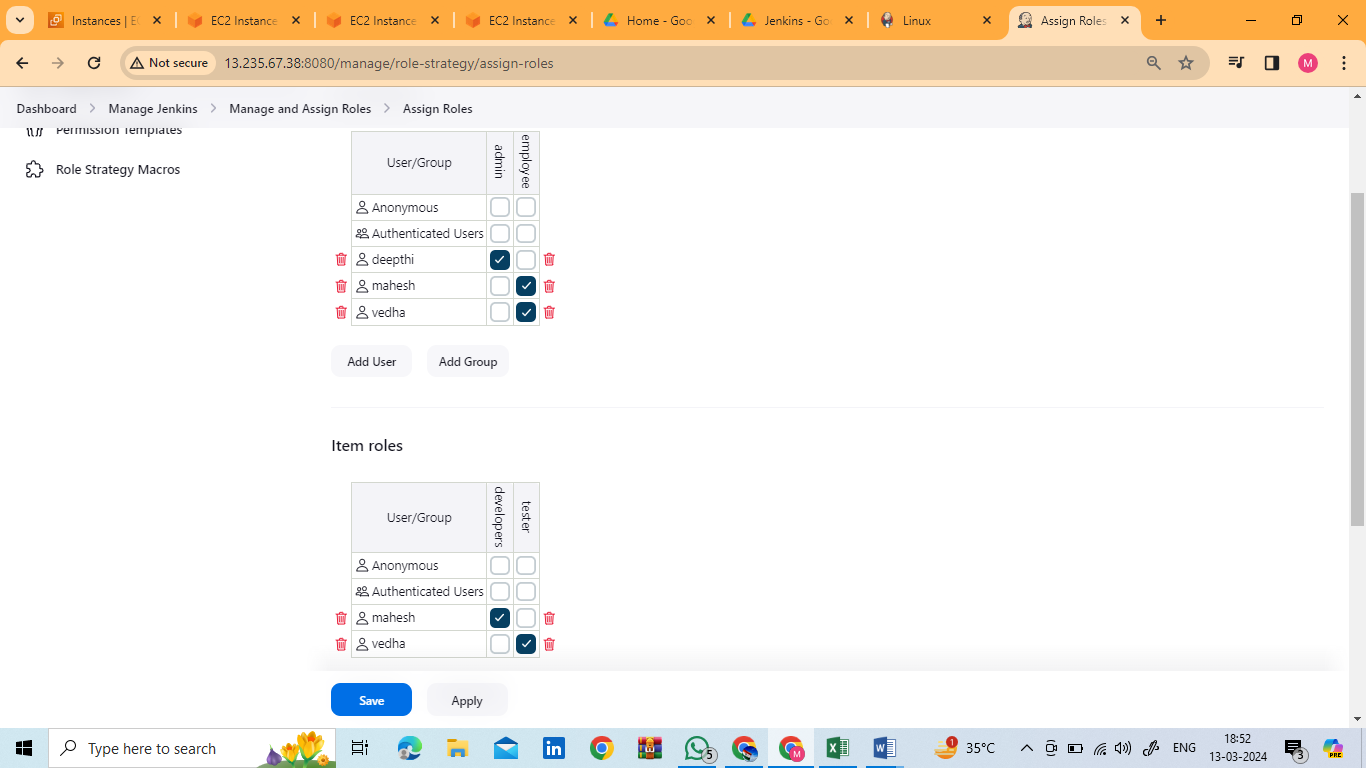 Instances | E
EC2 Instance
EC2 Instance
EC2 Instance
Home - Goo
Jenkins - Go
Linux
Assign Roles
Not secure
13.235.67.38:8080/manage/role-strategy/assign-roles
M
Dashboard
Manage Jenkins
Manage and Assign Roles
Assign Roles
Permission Templates
Role Strategy Macros
User/Group
admin
employee
Anonymous
Authenticated Users
deepthi
mahesh
vedha
Add User
Add Group
Item roles
User/Group
developers
tester
Anonymous
Authenticated Users
mahesh
vedha
Save
Apply
Type here to search
5
M
1
35°C
ENG
18:52
13-03-2024
3
PRE